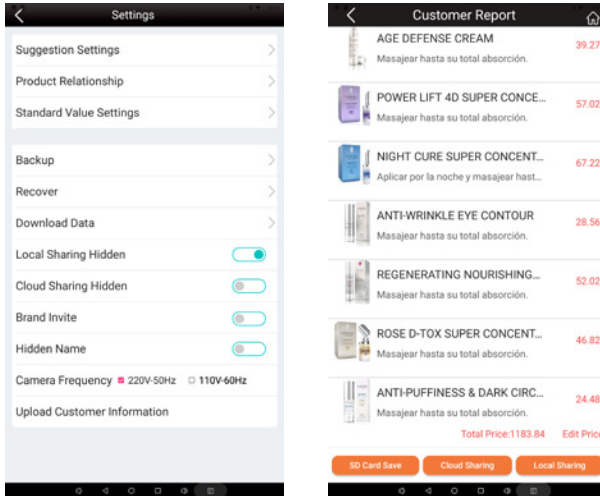 Settings
Suggestion Settings
Product Relationship
Standard Value Settings
Backup
Recover
Download Data
Local Sharing Hidden
Cloud Sharing Hidden
Brand Invite
Hidden Name
Camera Frequency 220V-50Hz 110V-60Hz
Upload Customer Information
Customer Report
AGE DEFENSE CREAM
39.27
Masajear hasta su total absorción.
POWER LIFT 4D SUPER CONCE...
57.02
Masajear hasta su total absorción.
NIGHT CURE SUPER CONCENT...
67.22
Aplicar por la noche y masajear hast...
ANTI-WRINKLE EYE CONTOUR
28.56
Masajear hasta su total absorción.
REGENERATING NOURISHING...
52.02
Masajear hasta su total absorción.
ROSE D-TOX SUPER CONCENT...
46.82
Masajear hasta su total absorción.
ANTI-PUFFINESS & DARK CIRC...
24.48
Masajear hasta su total absorción.
Total Price:1183.84 Edit Price
SD Card Save Cloud Sharing Local Sharing